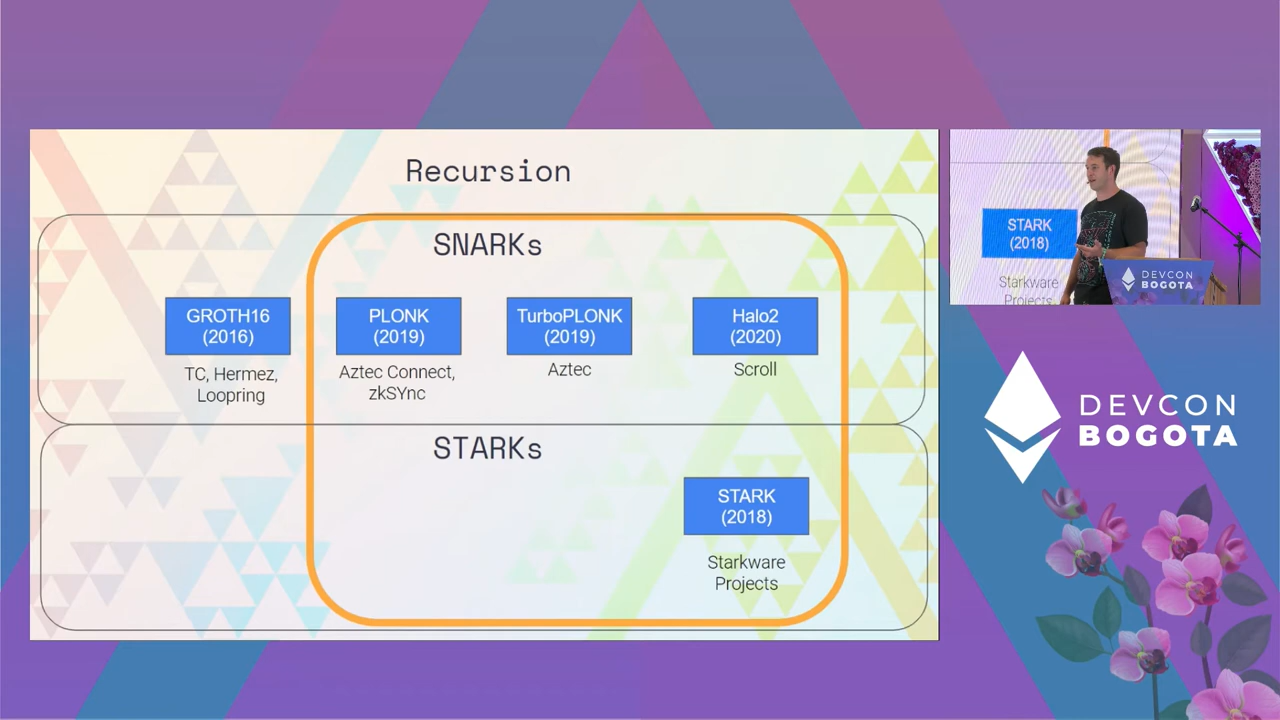 Recursion
SNARKs
GROTH16
(2016)
TC, Hermez,
Loopring
PLONK
(2019)
Aztec Connect,
zkSYnc
TurboPLONK
(2019)
Aztec
Halo2
(2020)
Scroll
STARKs
STARK
(2018)
Starkware
Projects
STARK
(2018)
Starkware
Projects
DEVCON
BOGOTA
DEVCON
BOGOTA